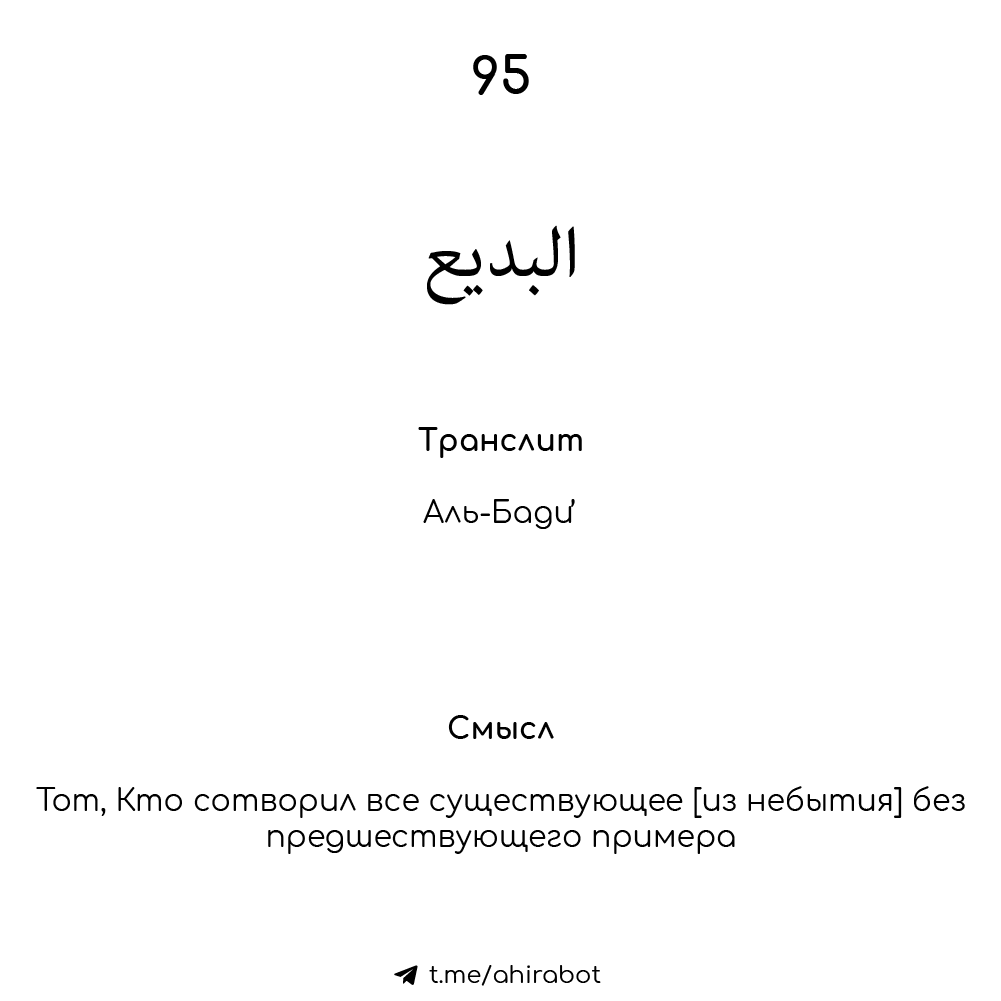 95
البديع
Транслит
Аль-Бади’
Смысл
Тот, Кто сотворил все существующее [из небытия] без
предшествующего примера
t.me/ahirabot